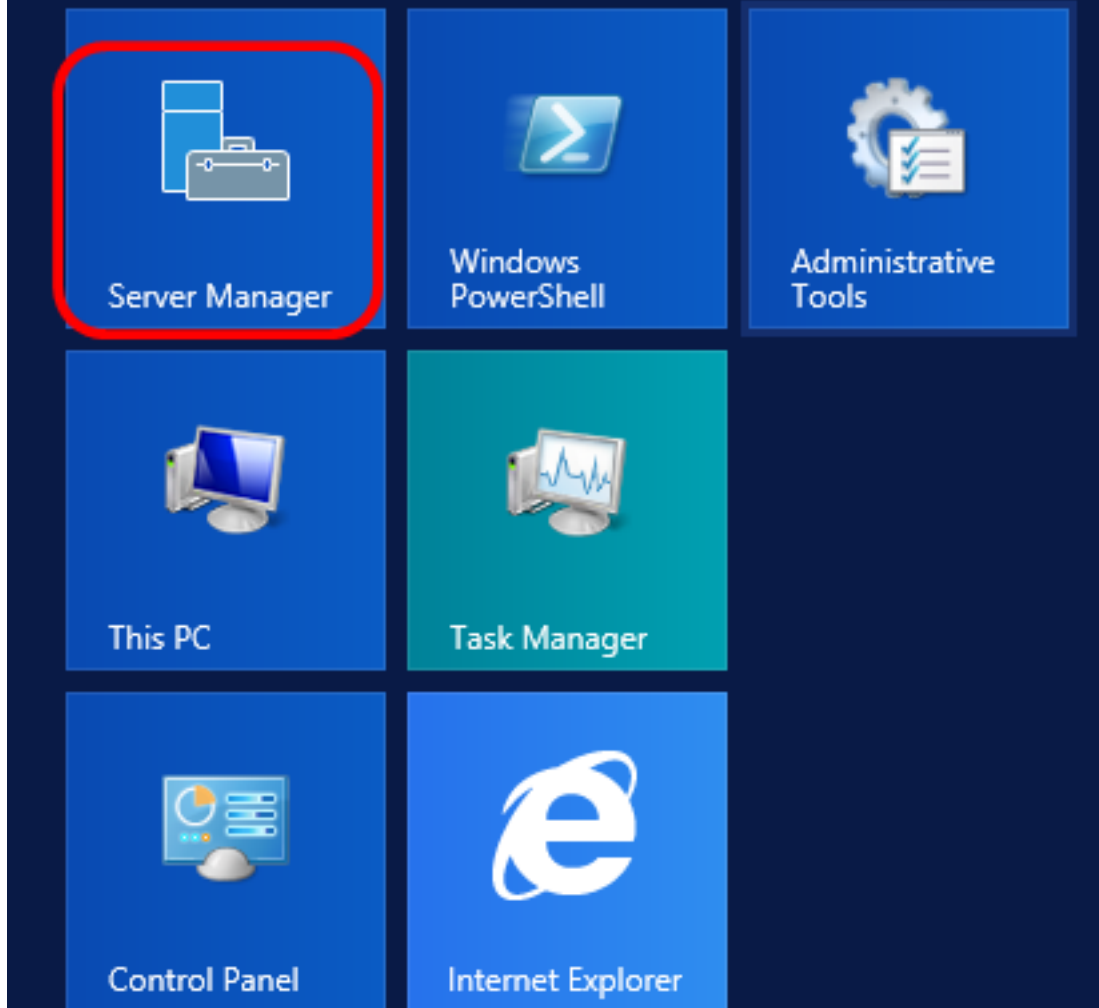 Server Manager
Windows
PowerShell
Administrative
Tools
This PC
Task Manager
Control Panel
Internet Explorer